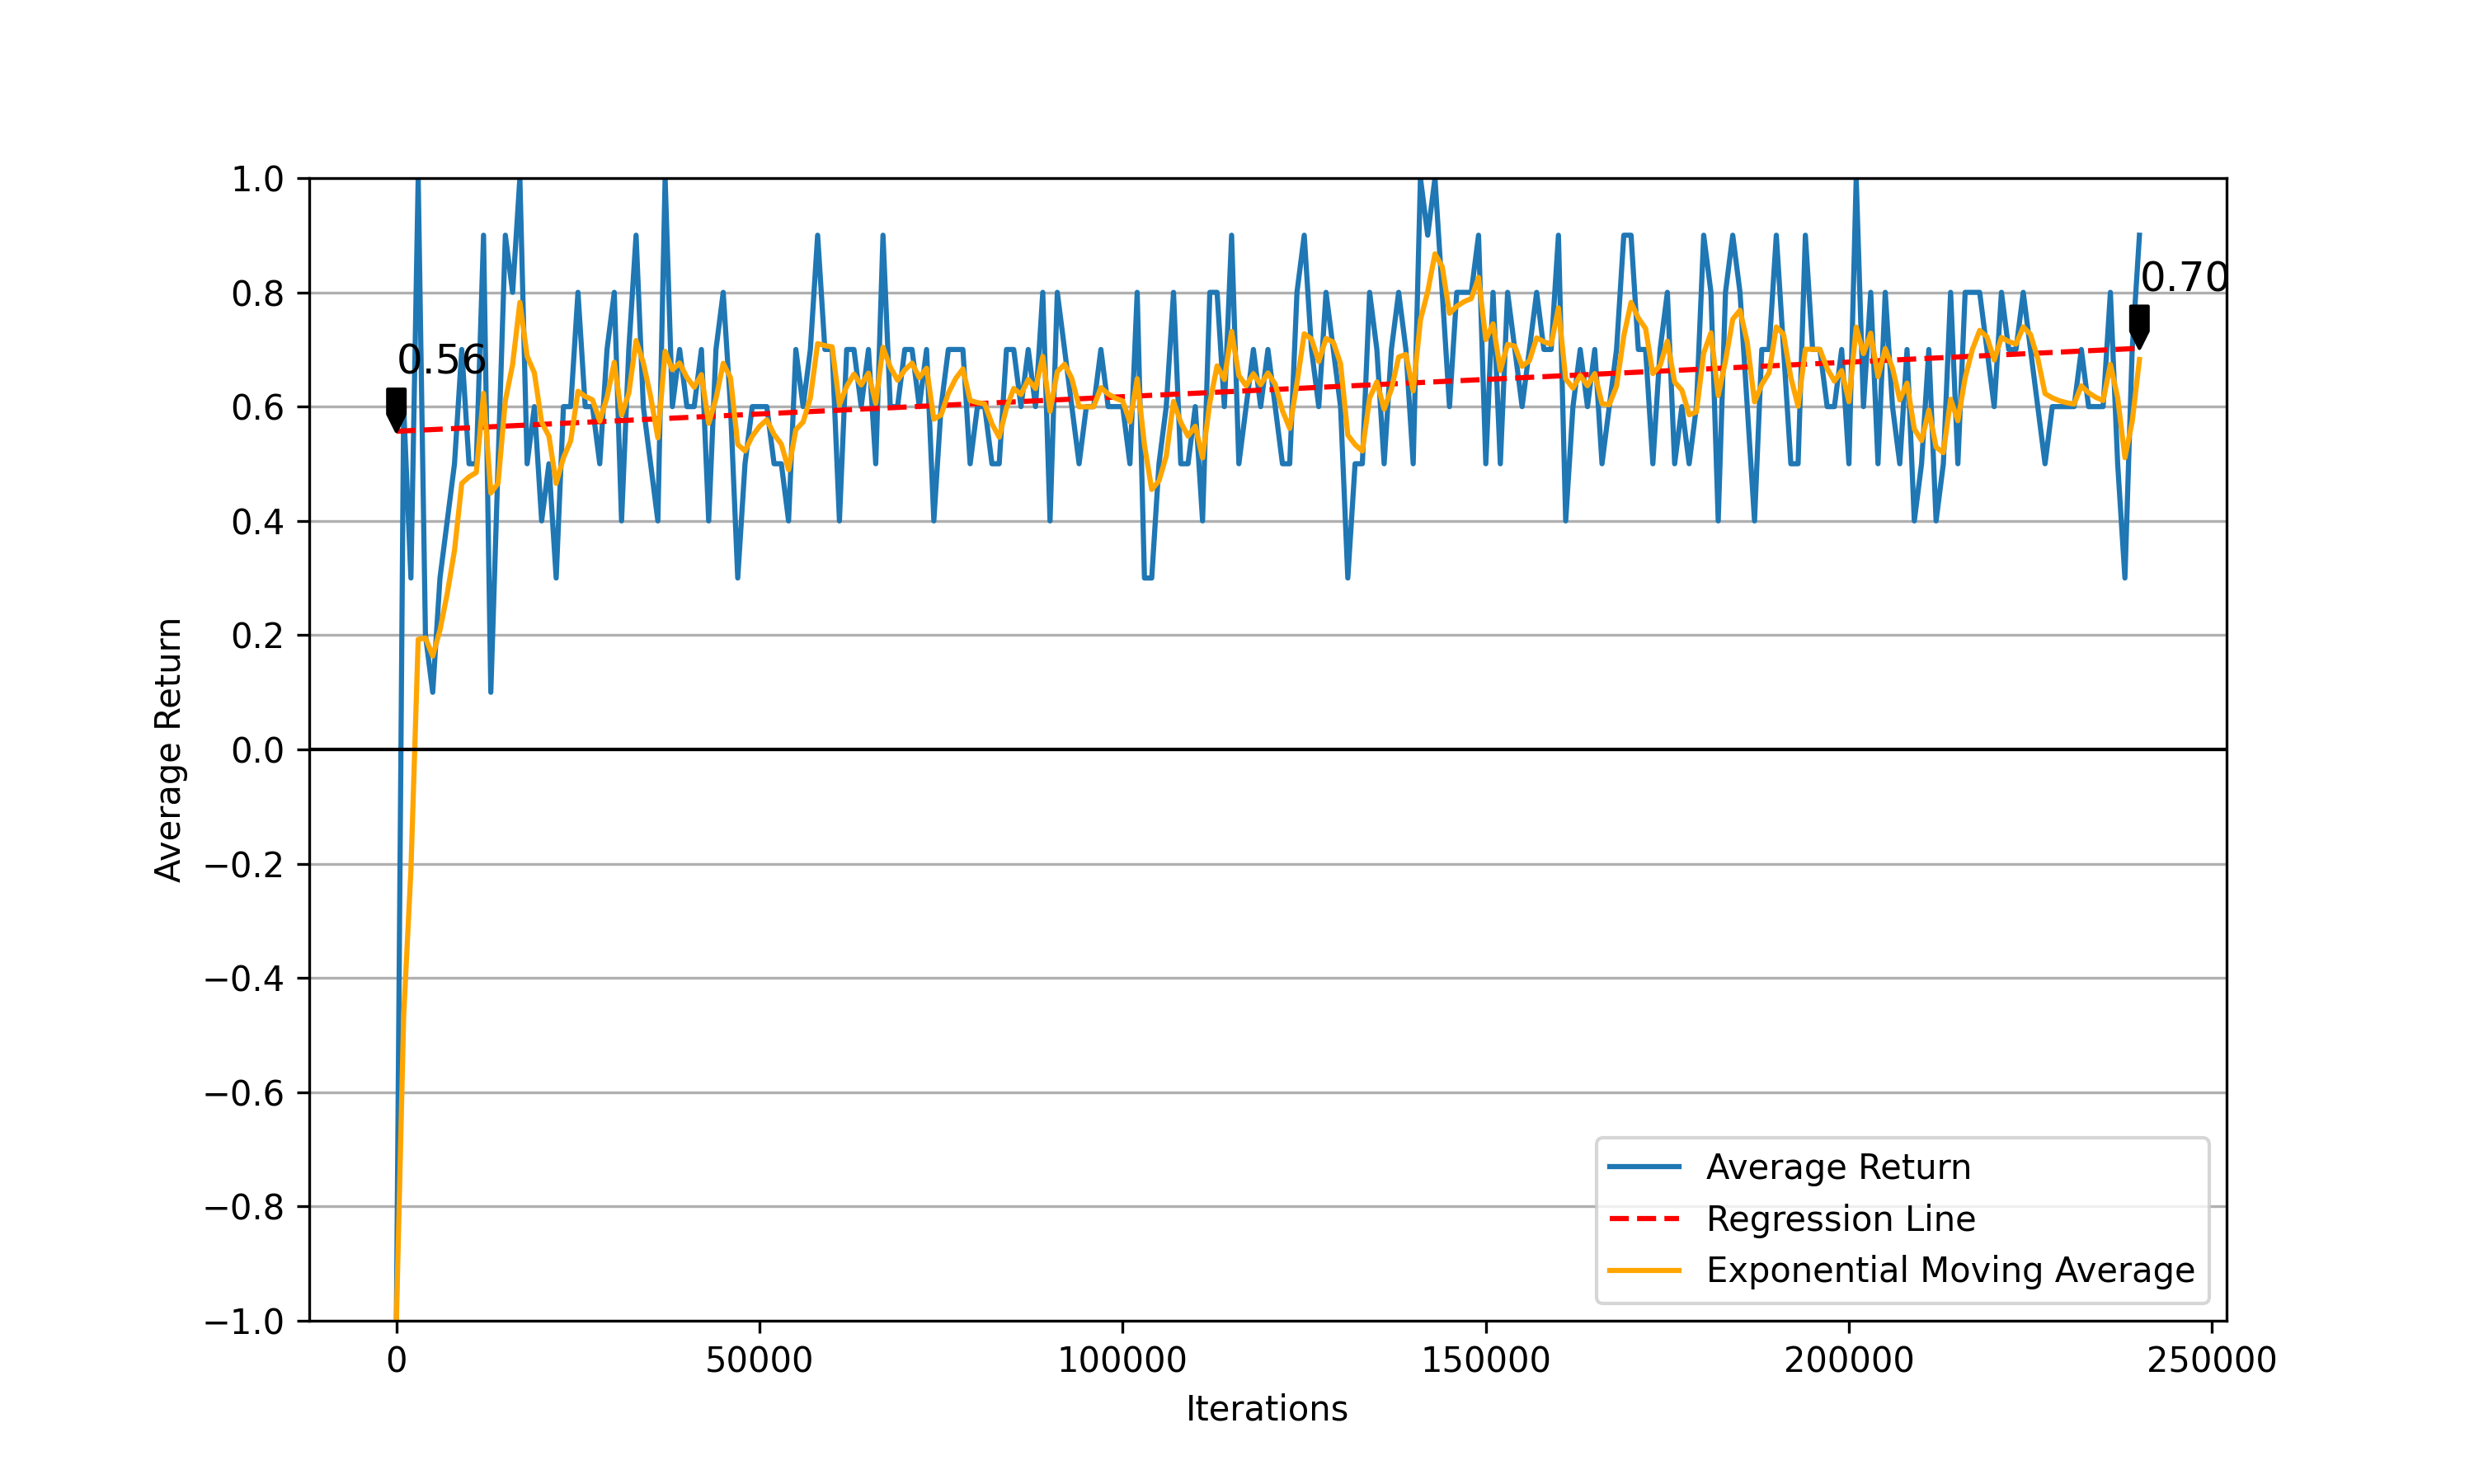 1.0
0.8
0.70
0.56
0.6
0.4
0.2
0.0
−0.2
−0.4
−0.6
−0.8
−1.0
Average Return
Average Return
Regression Line
Exponential Moving Average
0 50000 100000 150000 200000 250000
Iterations